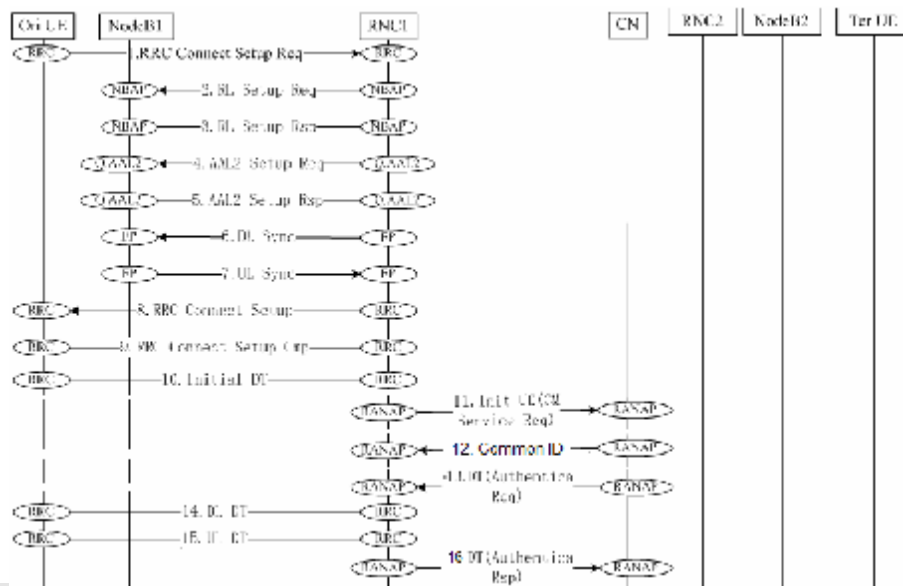 Ori UE NodeB1 RNC1 CN RNC2 NodeB2 Ter UE
RRC 1.RRC Connect Setup Req RRC
NBAP 2.RL Setup Req NBAP
NBAP 3.RL Setup Rsp NBAP
Q.AAL2 4.AAL2 Setup Req Q.AAL2
Q.AAL2 5.AAL2 Setup Rsp Q.AAL2
FP 6.DL Sync FP
FP 7.UL Sync FP
RRC 8.RRC Connect Setup RRC
RRC 9.RRC Connect Setup Cmp RRC
RRC 10.Initial DT RRC
RANAP 11.Init UE(CM RANAP
Service Req)
RANAP 12. Common ID RANAP
RANAP 13.DT(Authentica RANAP
Req)
RRC 14.DL DT RRC
RRC 15.UL DT RRC
RANAP 16 DT(Authentica RANAP
Rsp)